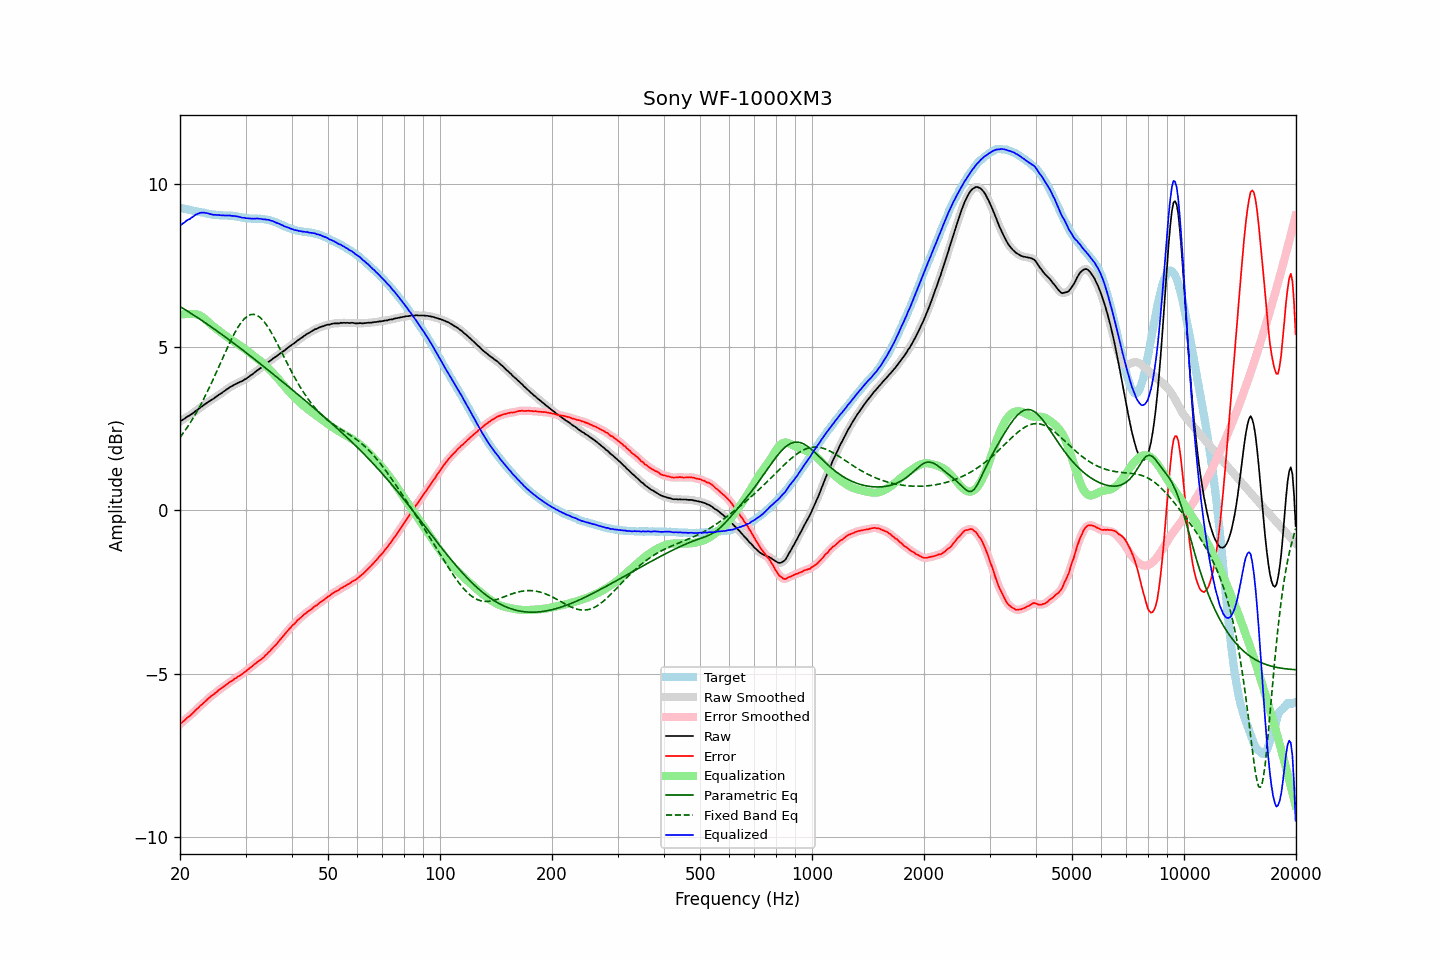 Sony WF-1000XM3
Amplitude (dBr)
10
5
0
−5
−10
Target
Raw Smoothed
Error Smoothed
Raw
Error
Equalization
Parametric Eq
Fixed Band Eq
Equalized
20 50 100 200 500 1000 2000 5000 10000 20000
Frequency (Hz)